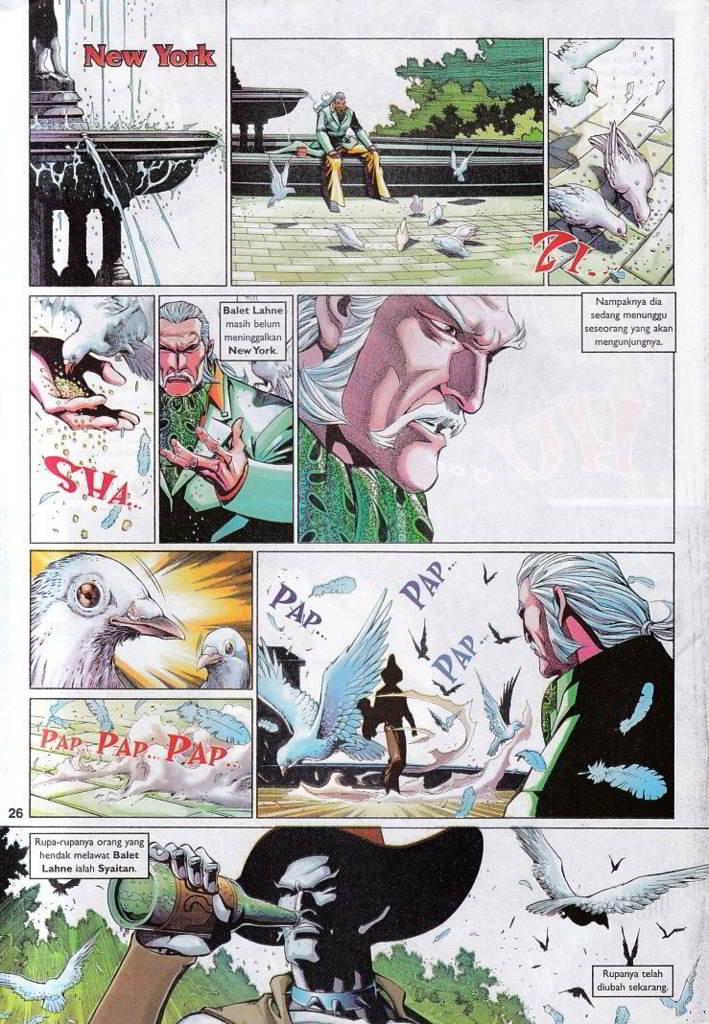 New York
ZI...
SHA...
Balet Lahne
masih belum
meninggalkan
New York.
Nampaknya dia
sedang menunggu
seseorang yang akan
mengunjungnya.
PAP...
PAP...
PAP...
PAP... PAP... PAP...
26
Rupa-rupanya orang yang
hendak melawat Balet
Lahne ialah Syaitan.
Rupanya telah
diubah sekarang.